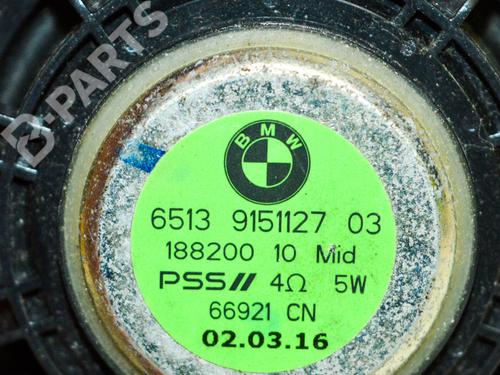 B-PARTS
BMW
6513 9151127 03
188200 10 Mid
PSS// 4Ω 5W
66921 CN
02.03.16